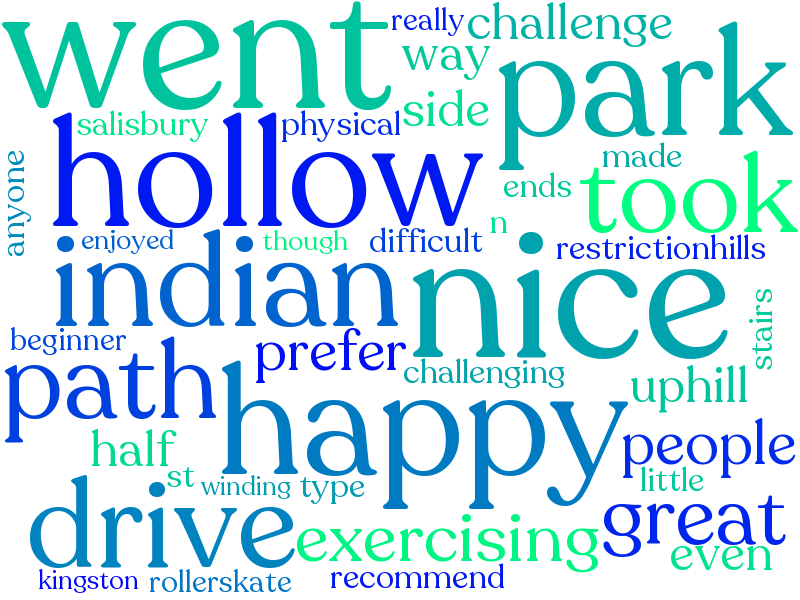 went
really
challenge
way
park
salisbury
physical
side
hollow
made
anyone
ends
took
enjoyed
though
difficult
n
restrictionhills
indian
nice
stairs
beginner
prefer
path
challenging
uphill
happy
half
people
st
winding
type
little
drive
exercising
great
even
kingston
rollerskate
recommend